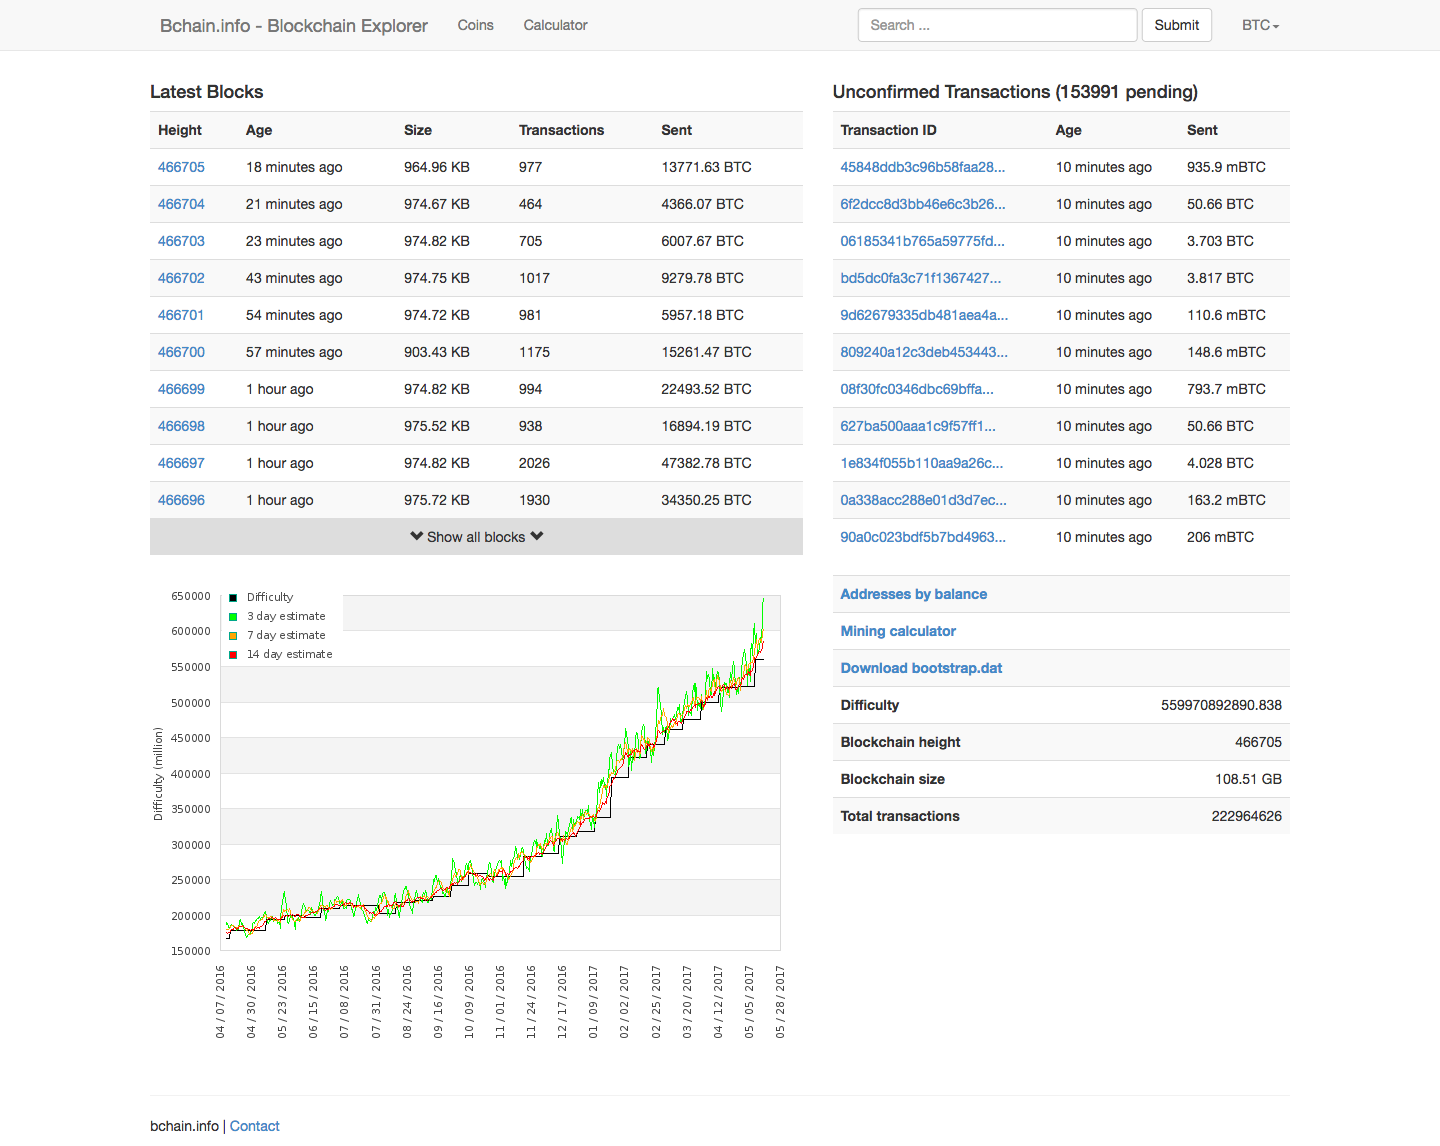 Bchain.info - Blockchain Explorer Coins Calculator Search ... Submit BTC
Latest Blocks
Height Age Size Transactions Sent
466705 18 minutes ago 964.96 KB 977 13771.63 BTC
466704 21 minutes ago 974.67 KB 464 4366.07 BTC
466703 23 minutes ago 974.82 KB 705 6007.67 BTC
466702 43 minutes ago 974.75 KB 1017 9279.78 BTC
466701 54 minutes ago 974.72 KB 981 5957.18 BTC
466700 57 minutes ago 903.43 KB 1175 15261.47 BTC
466699 1 hour ago 974.82 KB 994 22493.52 BTC
466698 1 hour ago 975.52 KB 938 16894.19 BTC
466697 1 hour ago 974.82 KB 2026 47382.78 BTC
466696 1 hour ago 975.72 KB 1930 34350.25 BTC
Show all blocks
Difficulty
3 day estimate
7 day estimate
14 day estimate
Difficulty (million)
650000
600000
550000
500000
450000
400000
350000
300000
250000
200000
150000
04 / 07 / 2016
04 / 30 / 2016
05 / 23 / 2016
06 / 15 / 2016
07 / 08 / 2016
07 / 31 / 2016
08 / 24 / 2016
09 / 16 / 2016
10 / 09 / 2016
11 / 01 / 2016
11 / 24 / 2016
12 / 17 / 2016
01 / 09 / 2017
02 / 02 / 2017
02 / 25 / 2017
03 / 20 / 2017
04 / 12 / 2017
05 / 05 / 2017
05 / 28 / 2017
Unconfirmed Transactions (153991 pending)
Transaction ID Age Sent
45848ddb3c96b58faa28... 10 minutes ago 935.9 mBTC
6f2dcc8d3bb46e6c3b26... 10 minutes ago 50.66 BTC
06185341b765a59775fd... 10 minutes ago 3.703 BTC
bd5dc0fa3c71f1367427... 10 minutes ago 3.817 BTC
9d62679335db481aea4a... 10 minutes ago 110.6 mBTC
809240a12c3deb453443... 10 minutes ago 148.6 mBTC
08f30fc0346dbc69bffa... 10 minutes ago 793.7 mBTC
627ba500aaa1c9f57ff1... 10 minutes ago 50.66 BTC
1e834f055b110aa9a26c... 10 minutes ago 4.028 BTC
0a338acc288e01d3d7ec... 10 minutes ago 163.2 mBTC
90a0c023bdf5b7bd4963... 10 minutes ago 206 mBTC
Addresses by balance
Mining calculator
Download bootstrap.dat
Difficulty 559970892890.838
Blockchain height 466705
Blockchain size 108.51 GB
Total transactions 222964626
bchain.info | Contact